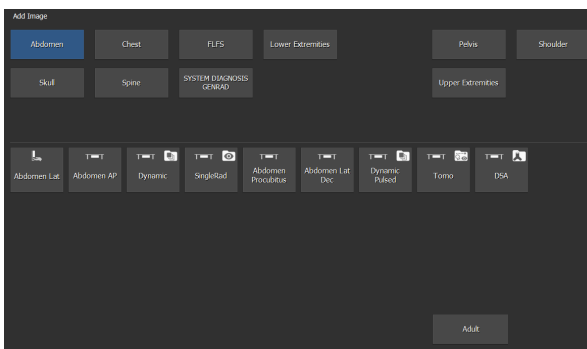 Add Image
Abdomen
Chest
FLFS
Lower Extremities
Pelvis
Shoulder
Skull
Spine
SYSTEM DIAGNOSIS
GENRAD
Upper Extremities
Abdomen Lat
Abdomen AP
Dynamic
SingleRad
Abdomen
Procubitus
Abdomen Lat
Dec
Dynamic
Pulsed
Tomo
DSA
Adult